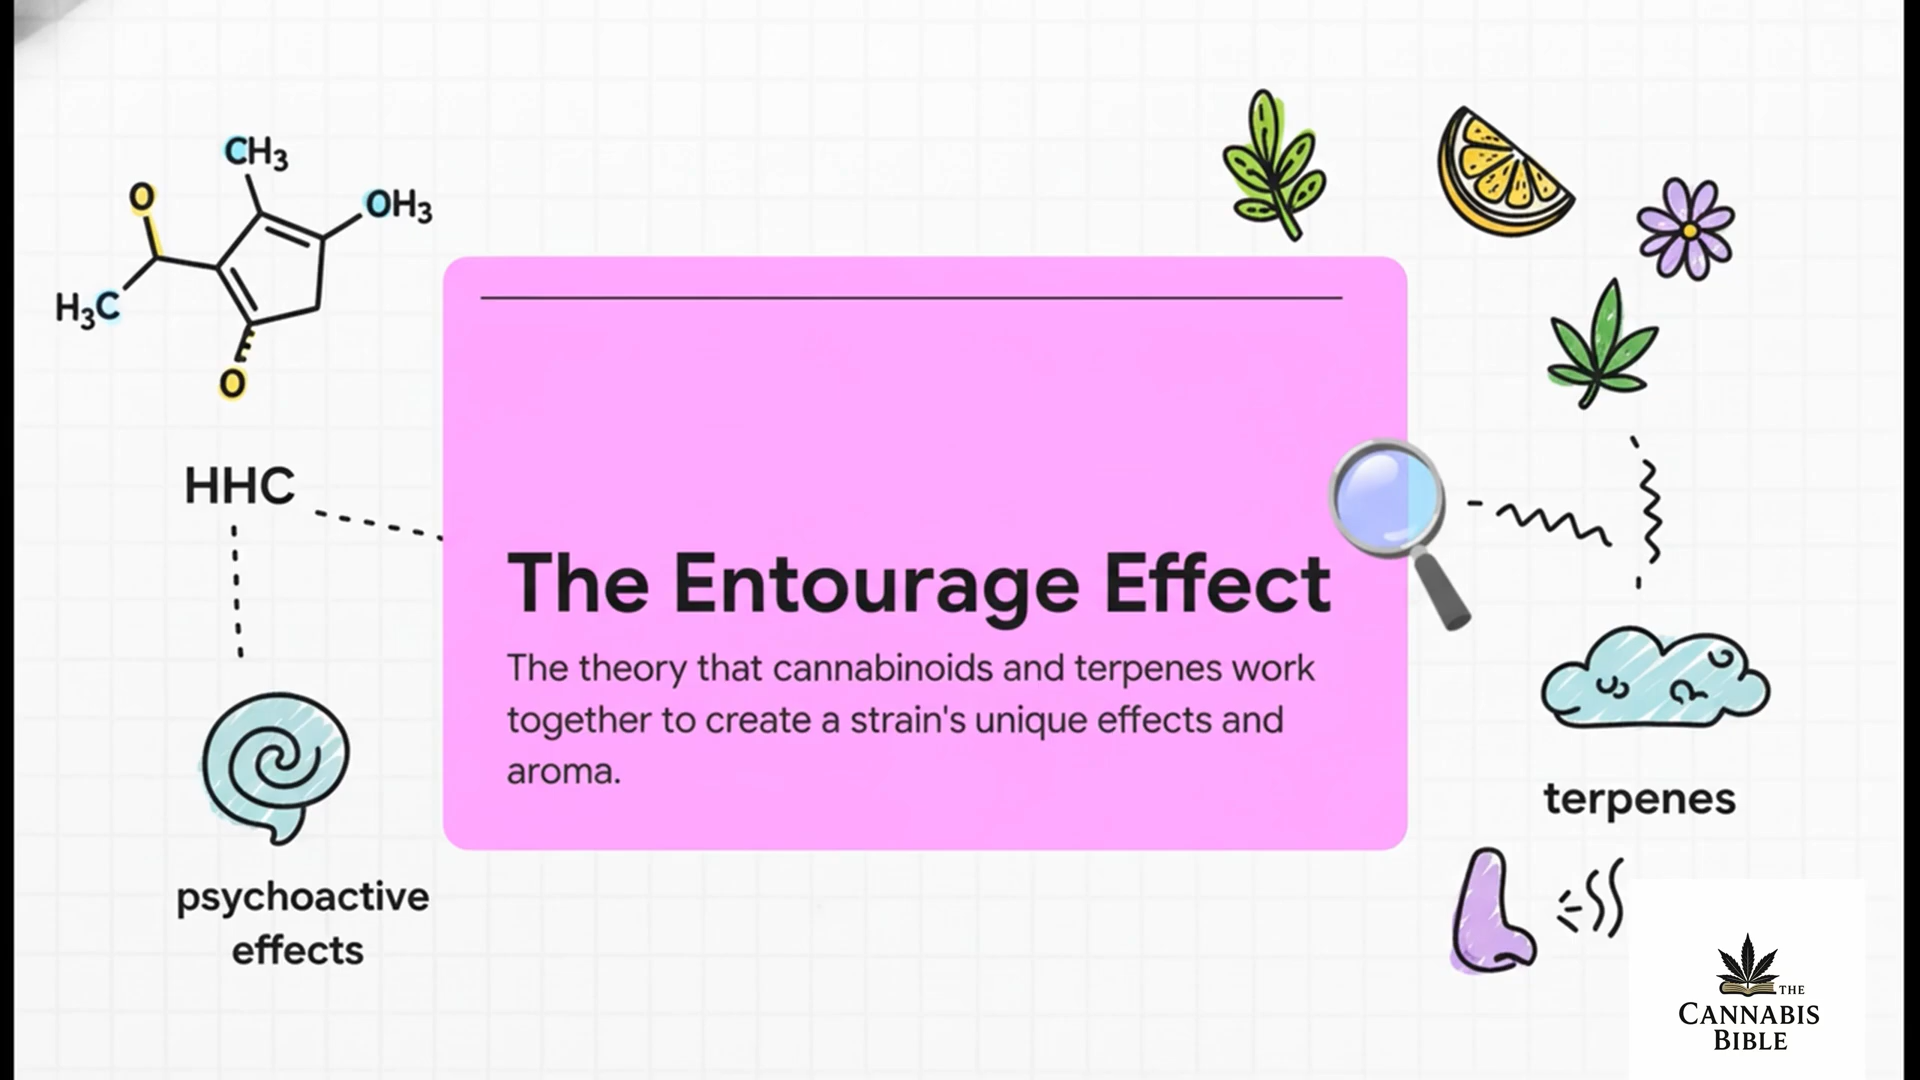 CH₃
O
OH₃
H₃C
O
HHC
psychoactive
effects
The Entourage Effect
The theory that cannabinoids and terpenes work
together to create a strain's unique effects and
aroma.
terpenes
THE
CANNABIS
BIBLE